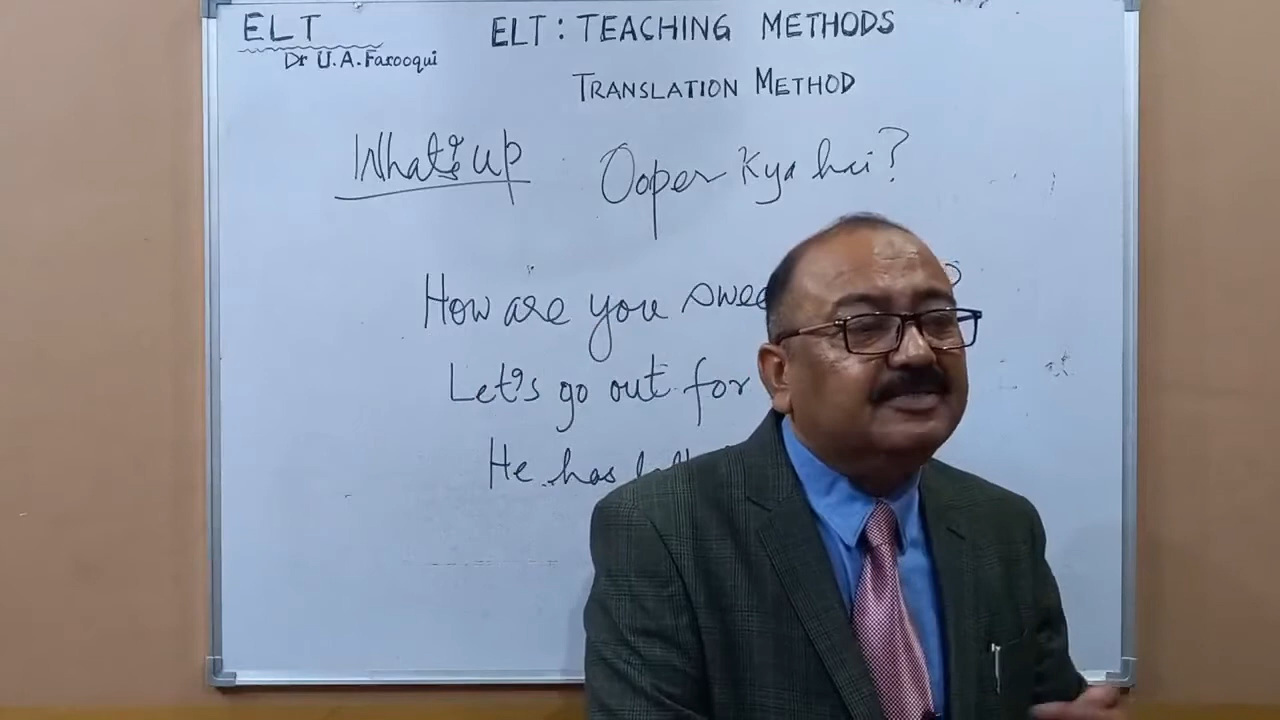 ELT
Dr U.A. Farooqui
ELT: TEACHING METHODS
TRANSLATION METHOD
What's up Ooper Kya hai?
How are you
Let's go out for
He has